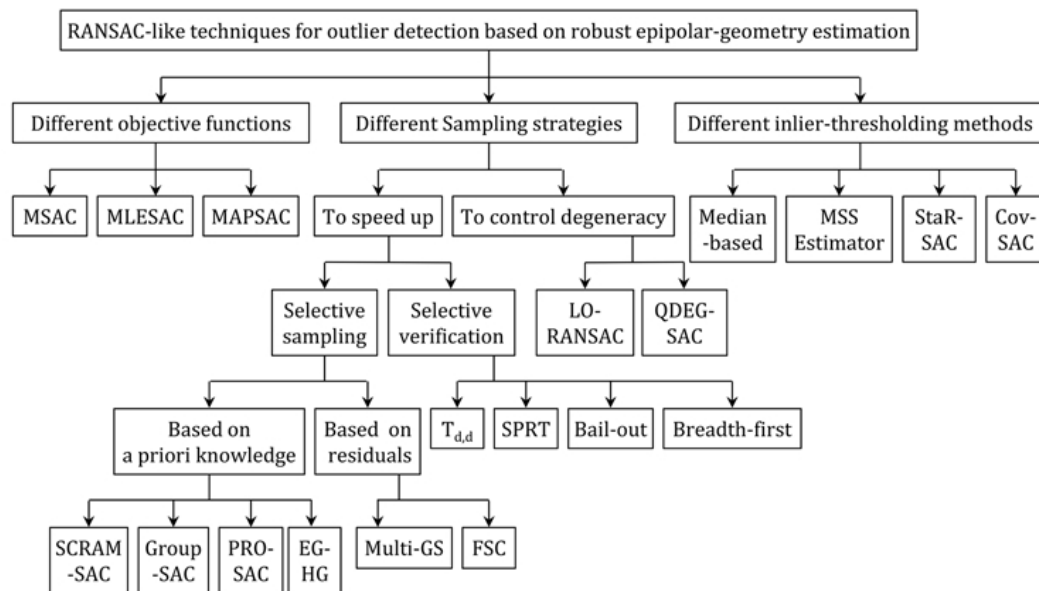 RANSAC-like techniques for outlier detection based on robust epipolar-geometry estimation
Different objective functions
Different Sampling strategies
Different inlier-thresholding methods
MSAC
MLESAC
MAPSAC
To speed up
To control degeneracy
Median
-based
MSS
Estimator
StaR-
SAC
Cov-
SAC
Selective
sampling
Selective
verification
LO-
RANSAC
QDEG-
SAC
Based on
a priori knowledge
Based on
residuals
Td,d
SPRT
Bail-out
Breadth-first
SCRAM
-SAC
Group
-SAC
PRO-
SAC
EG-
HG
Multi-GS
FSC